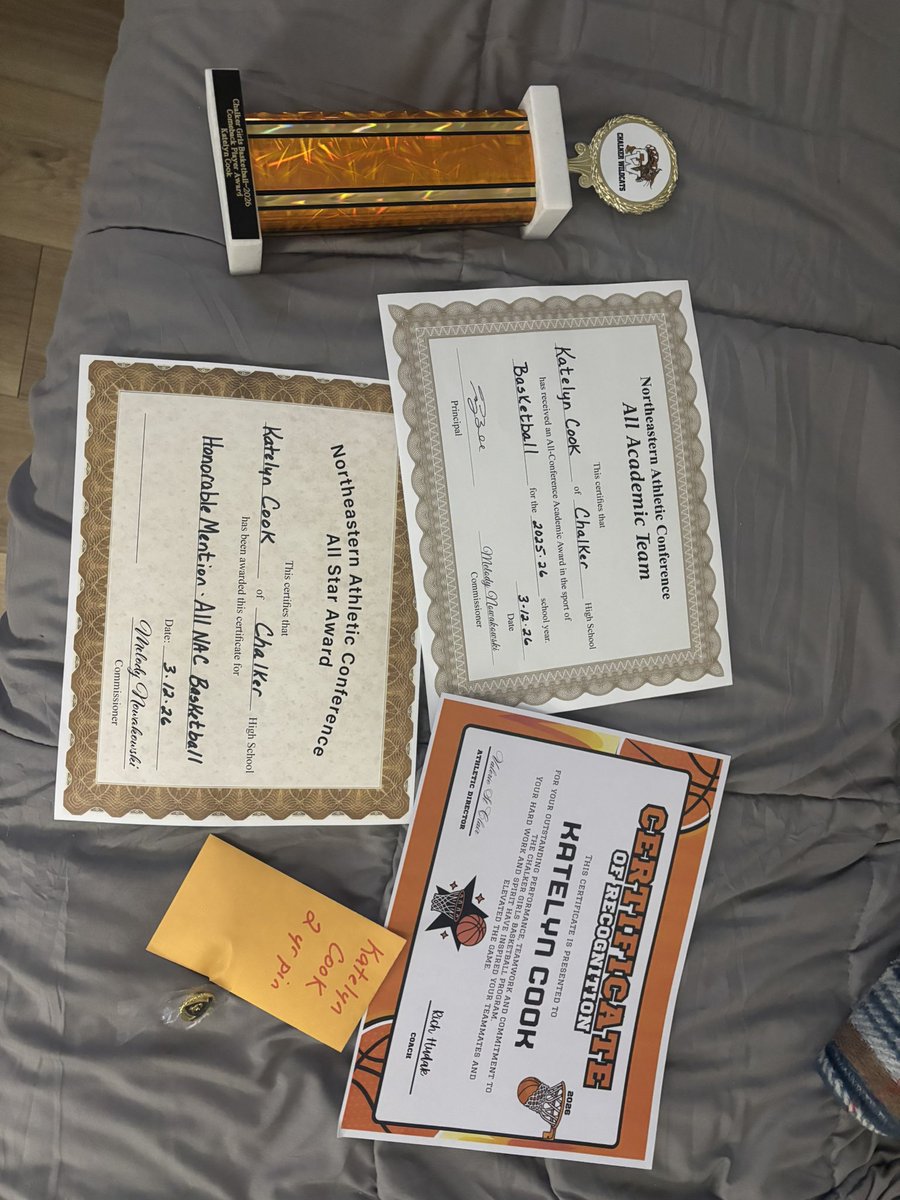 Chalker Girls Basketball-2026
Comeback Player Award
Katelyn Cook
CHALKER WILDCATS
Northeastern Athletic Conference
All Academic Team
This certifies that
Katelyn Cook of Chalker High School
has received an All-Conference Academic Award in the sport of
Basketball for the 2025.26 school year.
3.12.26
Date
Principal
Melody Nowakowski
Commissioner
Northeastern Athletic Conference
All Star Award
This certifies that
Katelyn Cook of Chalker High School
has been awarded this certificate for
Honorable Mention - All NAC Basketball
Date: 3.12.26
Melody Nowakowski
Commissioner
CERTIFICATE
OF RECOGNITION
THIS CERTIFICATE IS PRESENTED TO
KATELYN COOK
FOR YOUR OUTSTANDING PERFORMANCE, TEAMWORK AND COMMITMENT TO
THE CHALKER GIRLS BASKETBALL PROGRAM.
YOUR HARD WORK AND SPIRIT HAVE INSPIRED YOUR TEAMMATES AND
ELEVATED THE GAME.
2026
ATHLETIC DIRECTOR
Rich Hudak
COACH
Katelyn
Cook
2 yr pin